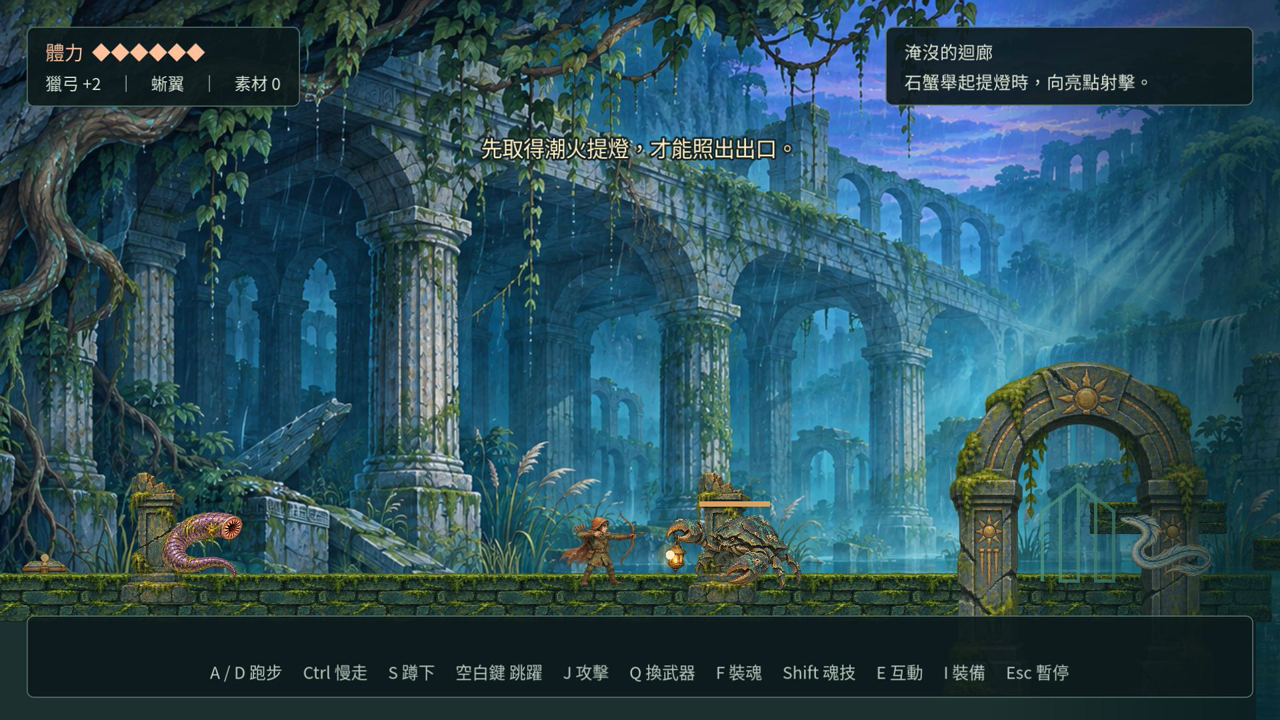 體力
獵弓 +2 ｜ 蜥翼 ｜ 素材 0
淹沒的迴廊
石蟹舉起提燈時，向亮點射擊。
先取得潮火提燈，才能照出出口。
A / D 跑步 Ctrl 慢走 S 蹲下 空白鍵 跳躍 J 攻擊 Q 換武器 F 裝魂 Shift 魂技 E 互動 I 裝備 Esc 暫停